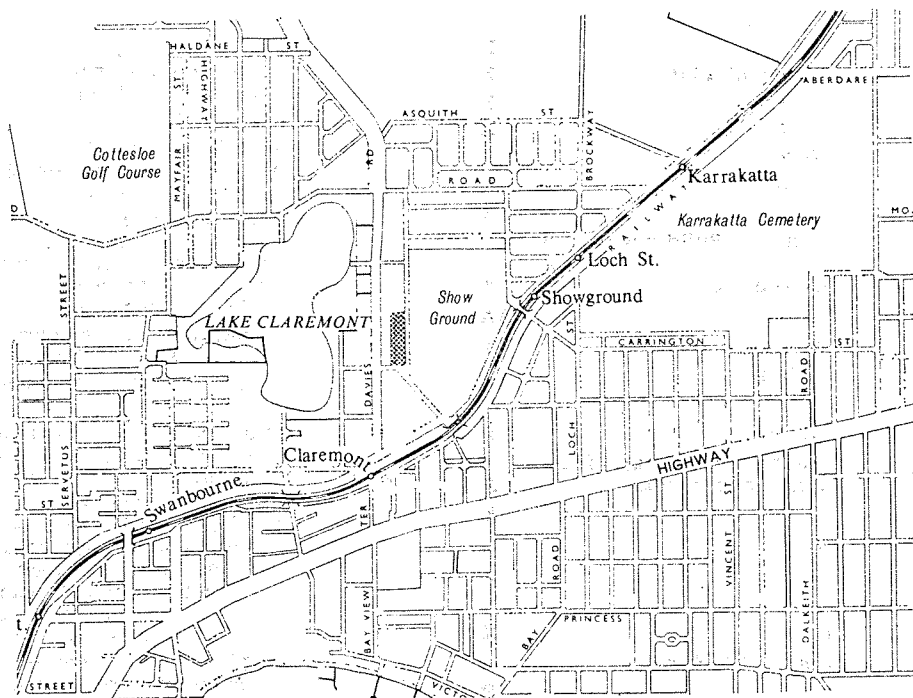 HALDANE ST
ST
HIGHWAY
MAYFAIR
Cottesloe
Golf Course
ASQUITH ST
ABERDARE
RD
ROAD
BROCKWAY
Karrakatta
RAILWAY
Karrakatta Cemetery
MO
D
Loch St.
STREET
Show
Ground
Showground
LAKE CLAREMONT
ST
CARRINGTON ST
ROAD
DAVIES
LOCH
Claremont
HIGHWAY
SERVETUS
ST
Swanbourne
TER
ROAD
VINCENT ST
DALKEITH
t.
BAY VIEW
BAY
PRINCESS
STREET
VICTO